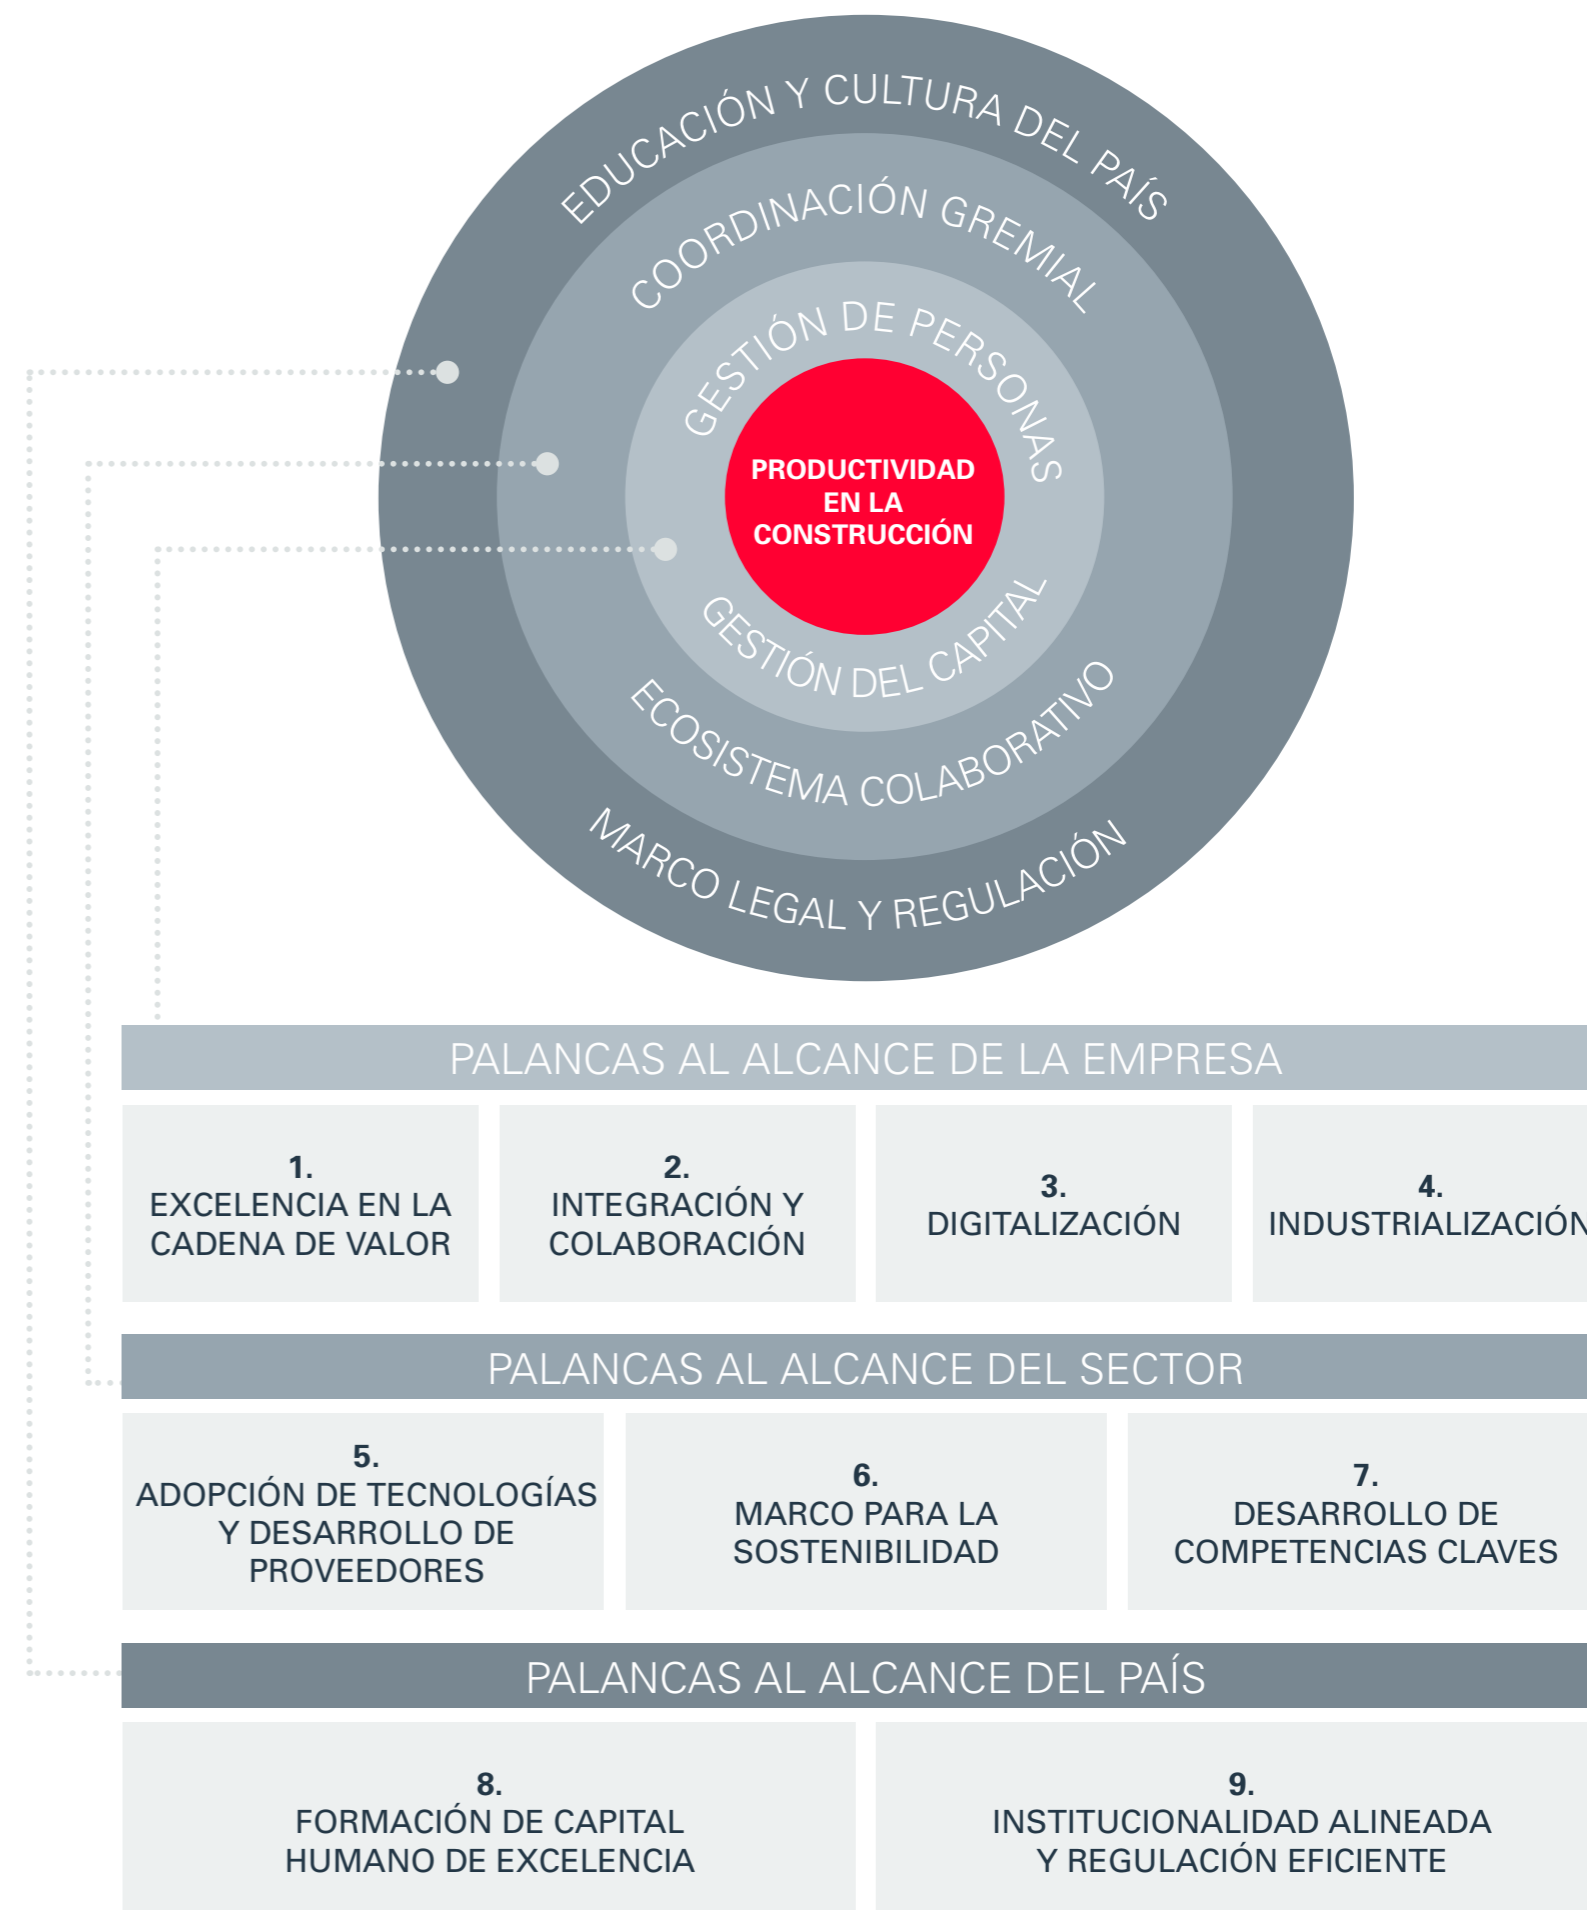 EDUCACIÓN Y CULTURA DEL PAÍS
COORDINACIÓN GREMIAL
GESTIÓN DE PERSONAS
PRODUCTIVIDAD
EN LA
CONSTRUCCIÓN
GESTIÓN DEL CAPITAL
ECOSISTEMA COLABORATIVO
MARCO LEGAL Y REGULACIÓN
PALANCAS AL ALCANCE DE LA EMPRESA
1.
EXCELENCIA EN LA
CADENA DE VALOR
2.
INTEGRACIÓN Y
COLABORACIÓN
3.
DIGITALIZACIÓN
4.
INDUSTRIALIZACIÓN
PALANCAS AL ALCANCE DEL SECTOR
5.
ADOPCIÓN DE TECNOLOGÍAS
Y DESARROLLO DE
PROVEEDORES
6.
MARCO PARA LA
SOSTENIBILIDAD
7.
DESARROLLO DE
COMPETENCIAS CLAVES
PALANCAS AL ALCANCE DEL PAÍS
8.
FORMACIÓN DE CAPITAL
HUMANO DE EXCELENCIA
9.
INSTITUCIONALIDAD ALINEADA
Y REGULACIÓN EFICIENTE